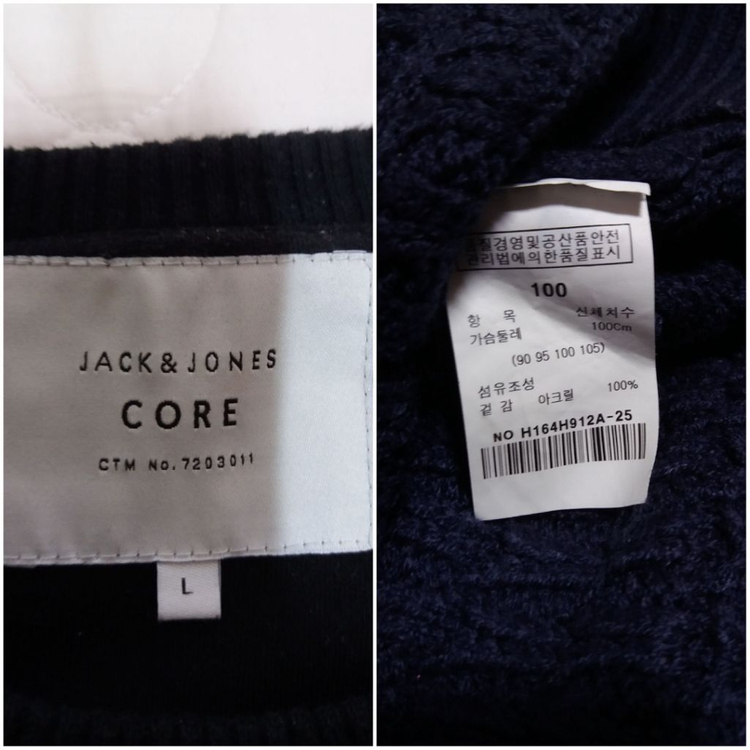 JACK & JONES
CORE
CTM No. 7203011
L
품질경영및공산품안전
관리법에의한품질표시
100
항 목 신체치수
가슴둘레 100Cm
(90 95 100 105)
섬유조성
겉 감 아크릴 100%
NO H164H912A-25